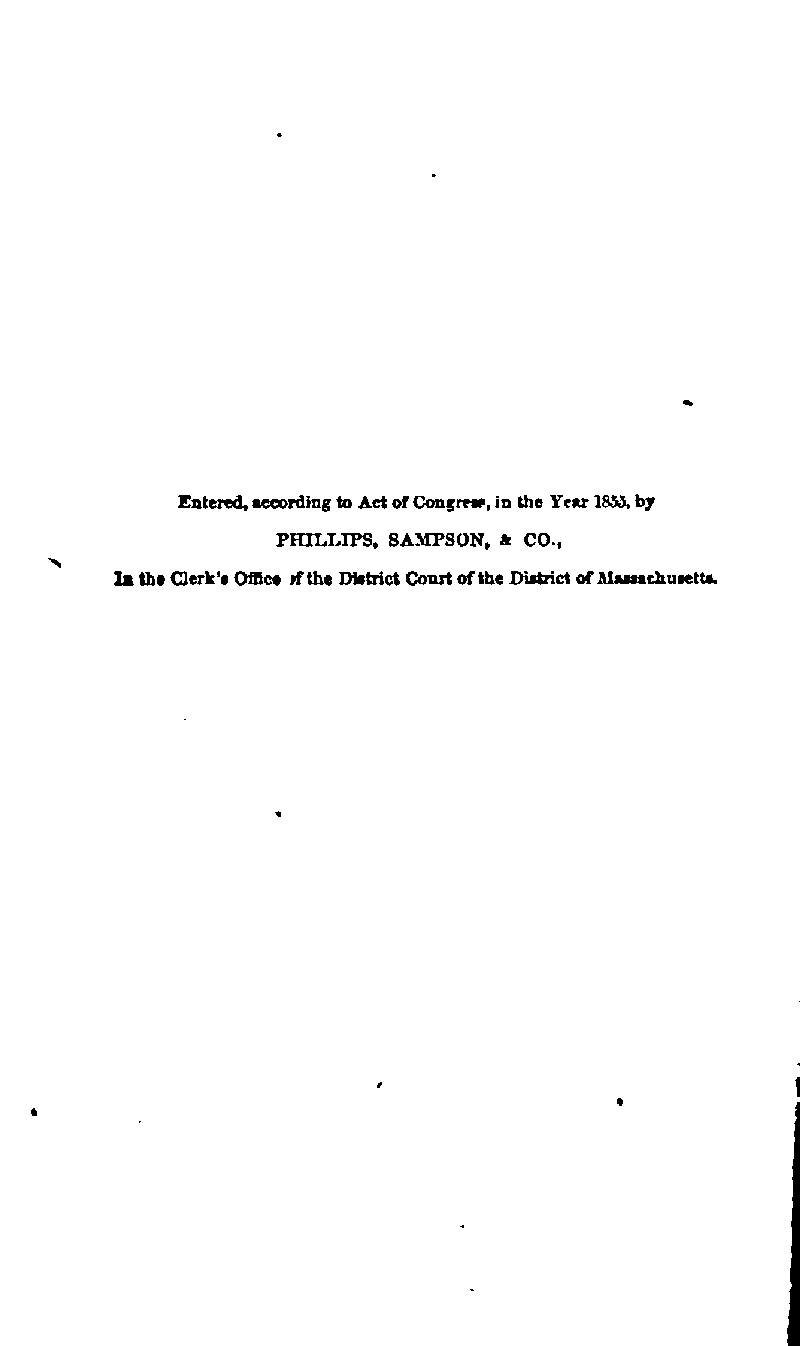 Entered, according to Act of Congress, in the Year 1855, by
PHILLIPS, SAMPSON, & CO.,
In the Clerk's Office of the District Court of the District of Massachusetts.